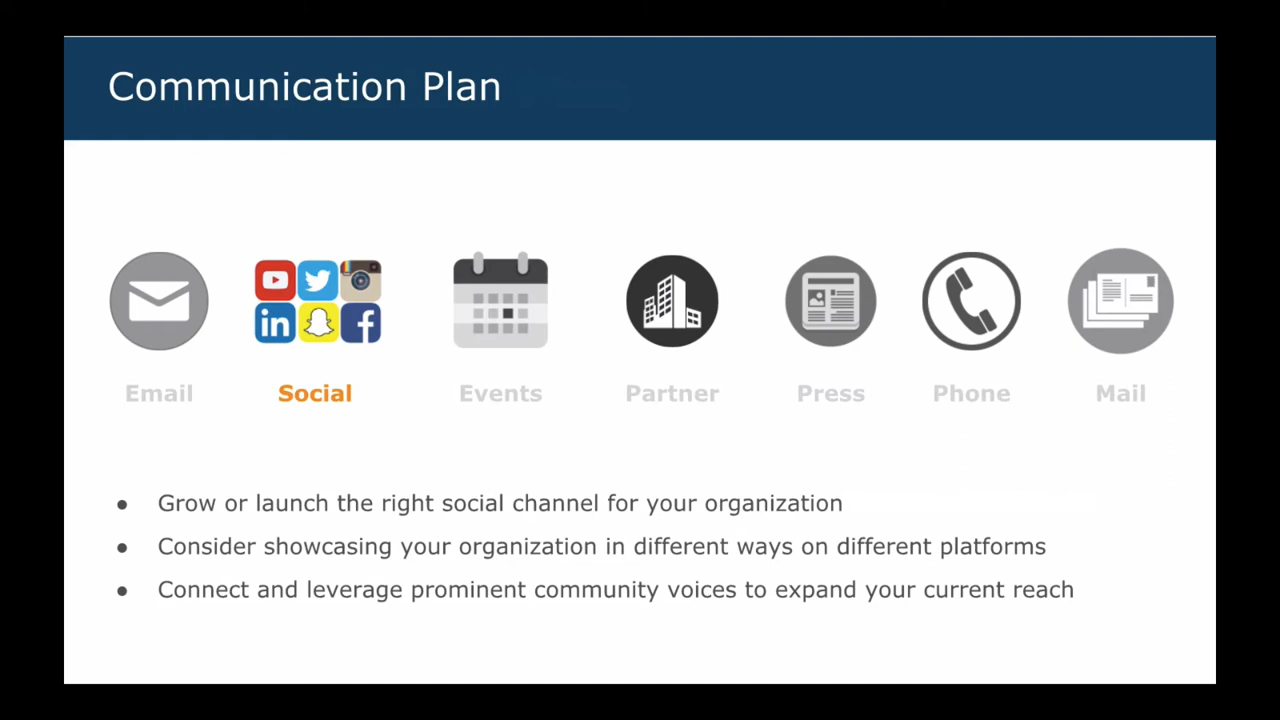 Communication Plan
in
f
Email
Social
Events
Partner
Press
Phone
Mail
● Grow or launch the right social channel for your organization
● Consider showcasing your organization in different ways on different platforms
● Connect and leverage prominent community voices to expand your current reach